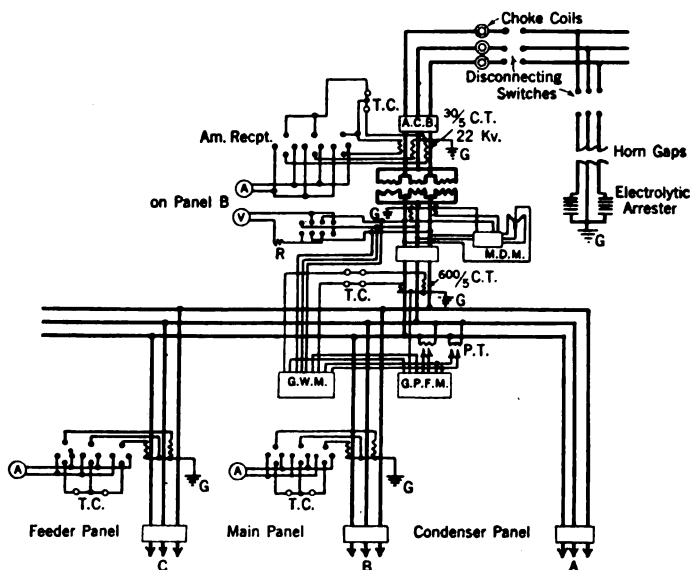 Choke Coils
Disconnecting
Switches
T.C.
A.C.B.
30/5 C.T.
22 Kv.
G
Am. Recpt.
Horn Gaps
A
on Panel B
Electrolytic
Arrester
V
G
G
R
M.D.M.
600/5 C.T.
T.C.
G
P.T.
G.W.M.
G.P.F.M.
A
A
G
G
T.C.
T.C.
Feeder Panel
Main Panel
Condenser Panel
C
B
A